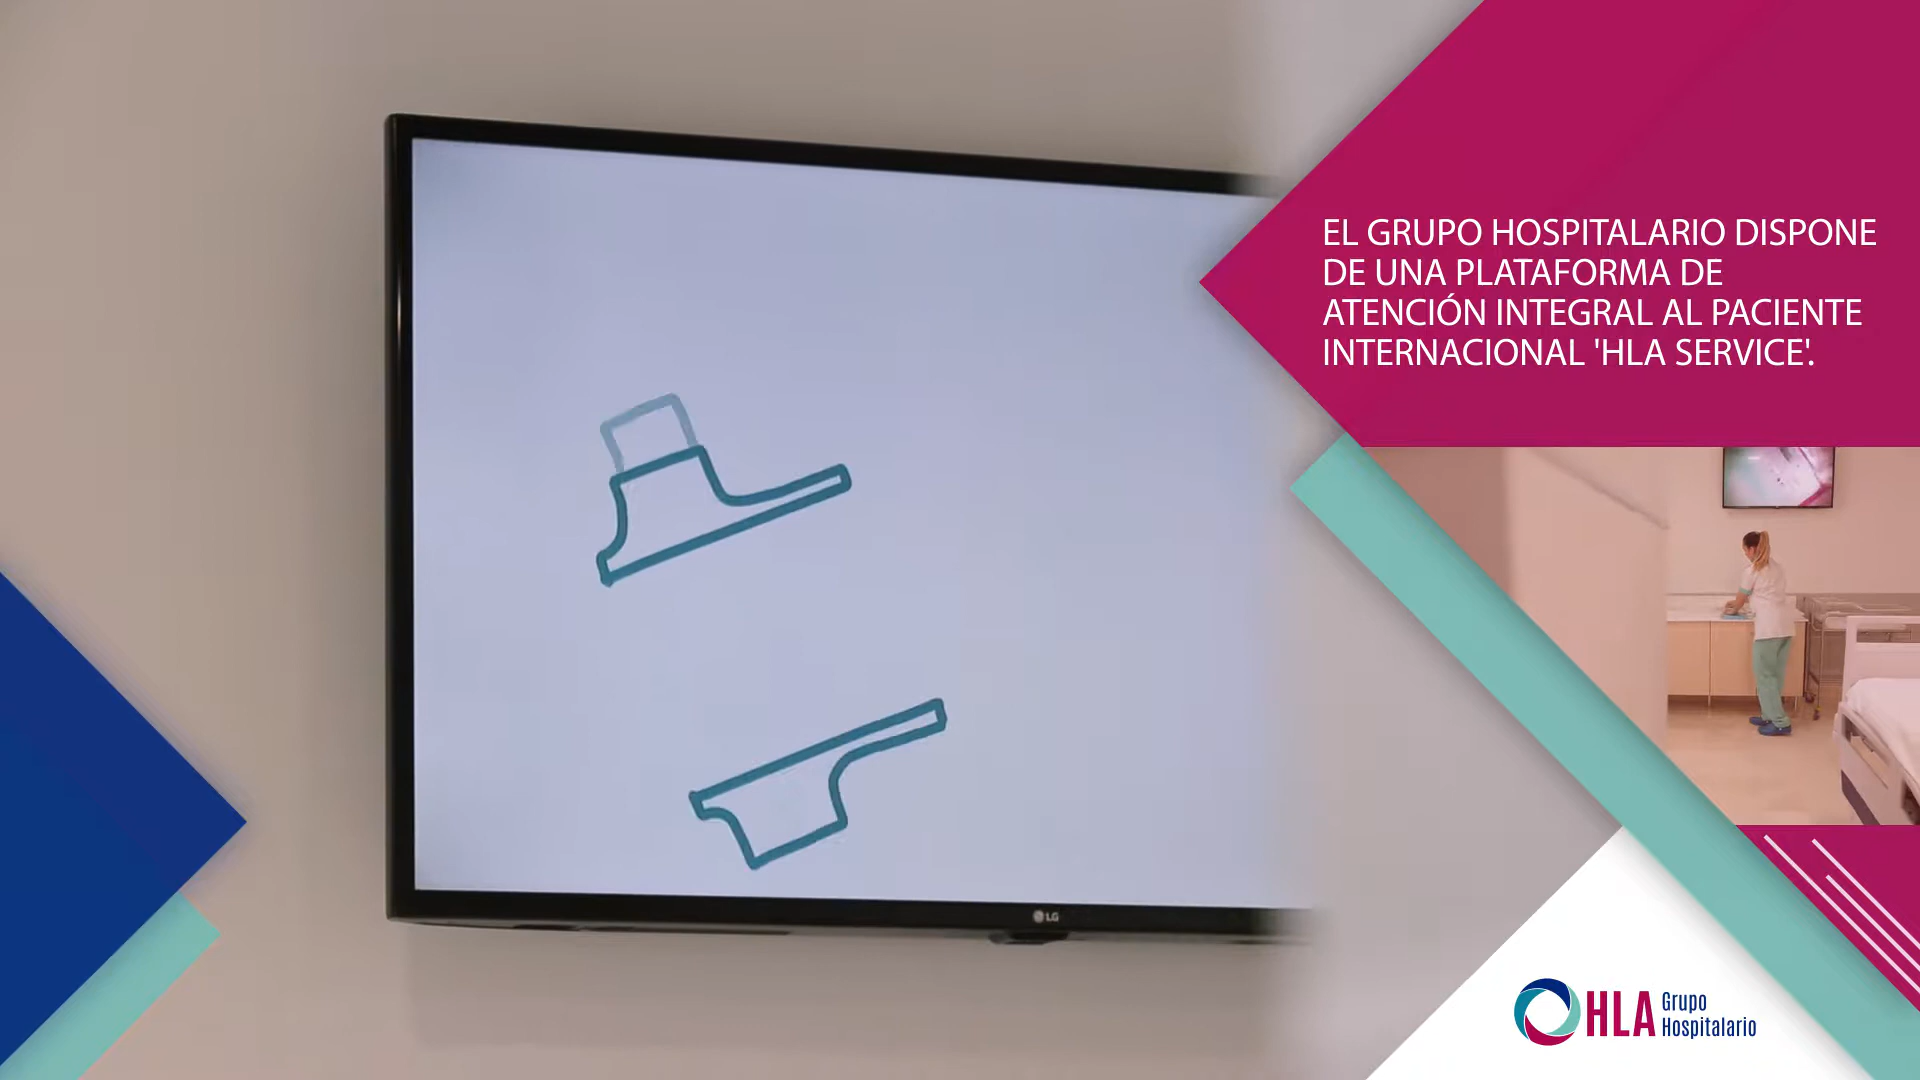 EL GRUPO HOSPITALARIO DISPONE
DE UNA PLATAFORMA DE
ATENCIÓN INTEGRAL AL PACIENTE
INTERNACIONAL 'HLA SERVICE'.
LG
HLA Grupo
Hospitalario